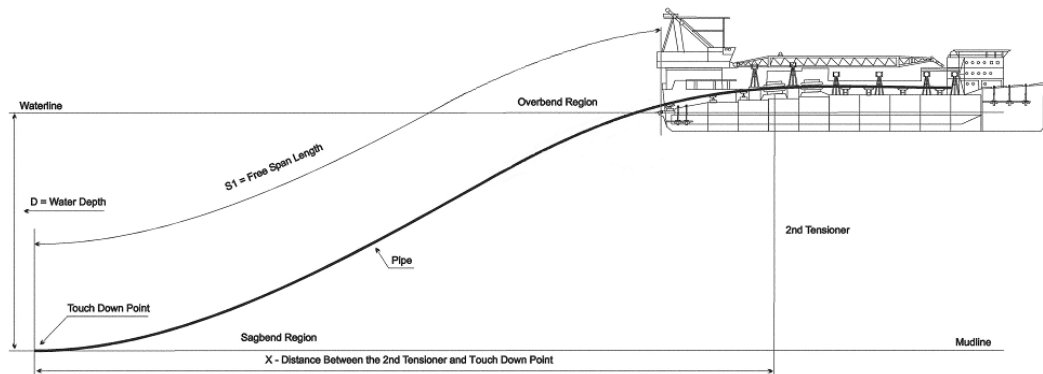 Waterline
Overbend Region
S1 = Free Span Length
D = Water Depth
2nd Tensioner
Pipe
Touch Down Point
Sagbend Region
Mudline
X - Distance Between the 2nd Tensioner and Touch Down Point